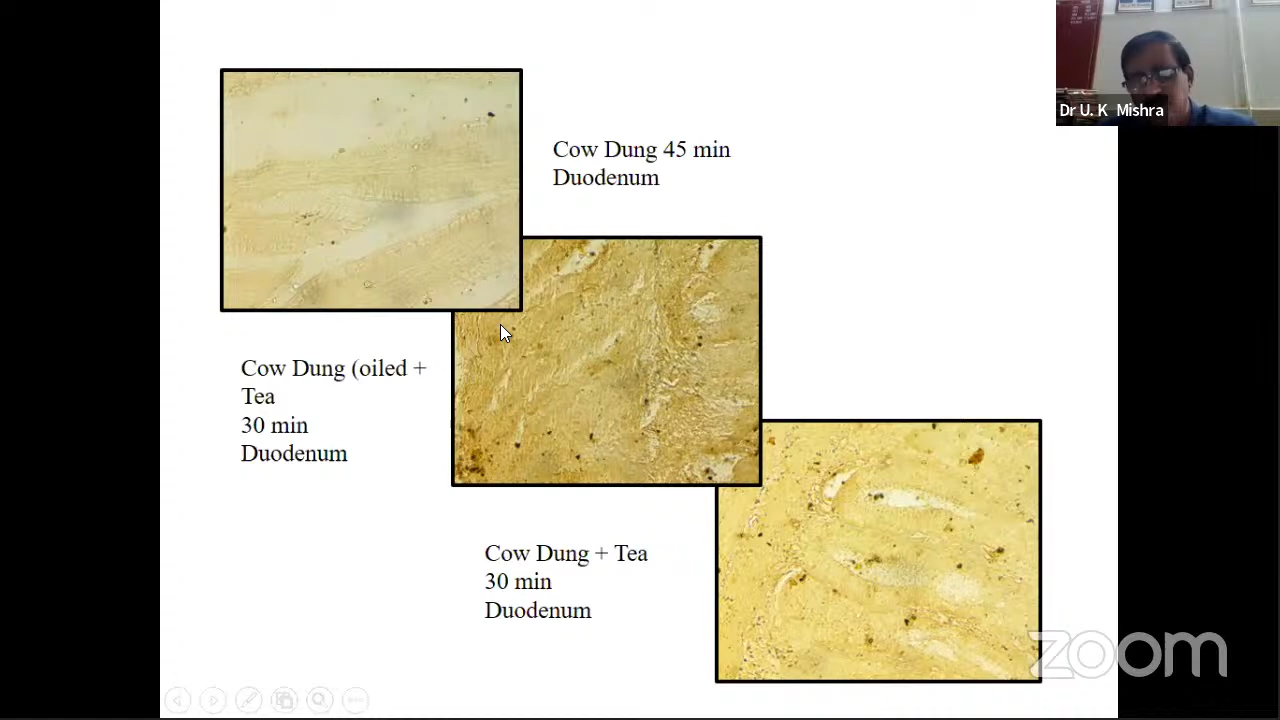 Dr U. K Mishra
Cow Dung 45 min
Duodenum
Cow Dung (oiled +
Tea
30 min
Duodenum
Cow Dung + Tea
30 min
Duodenum
zoom